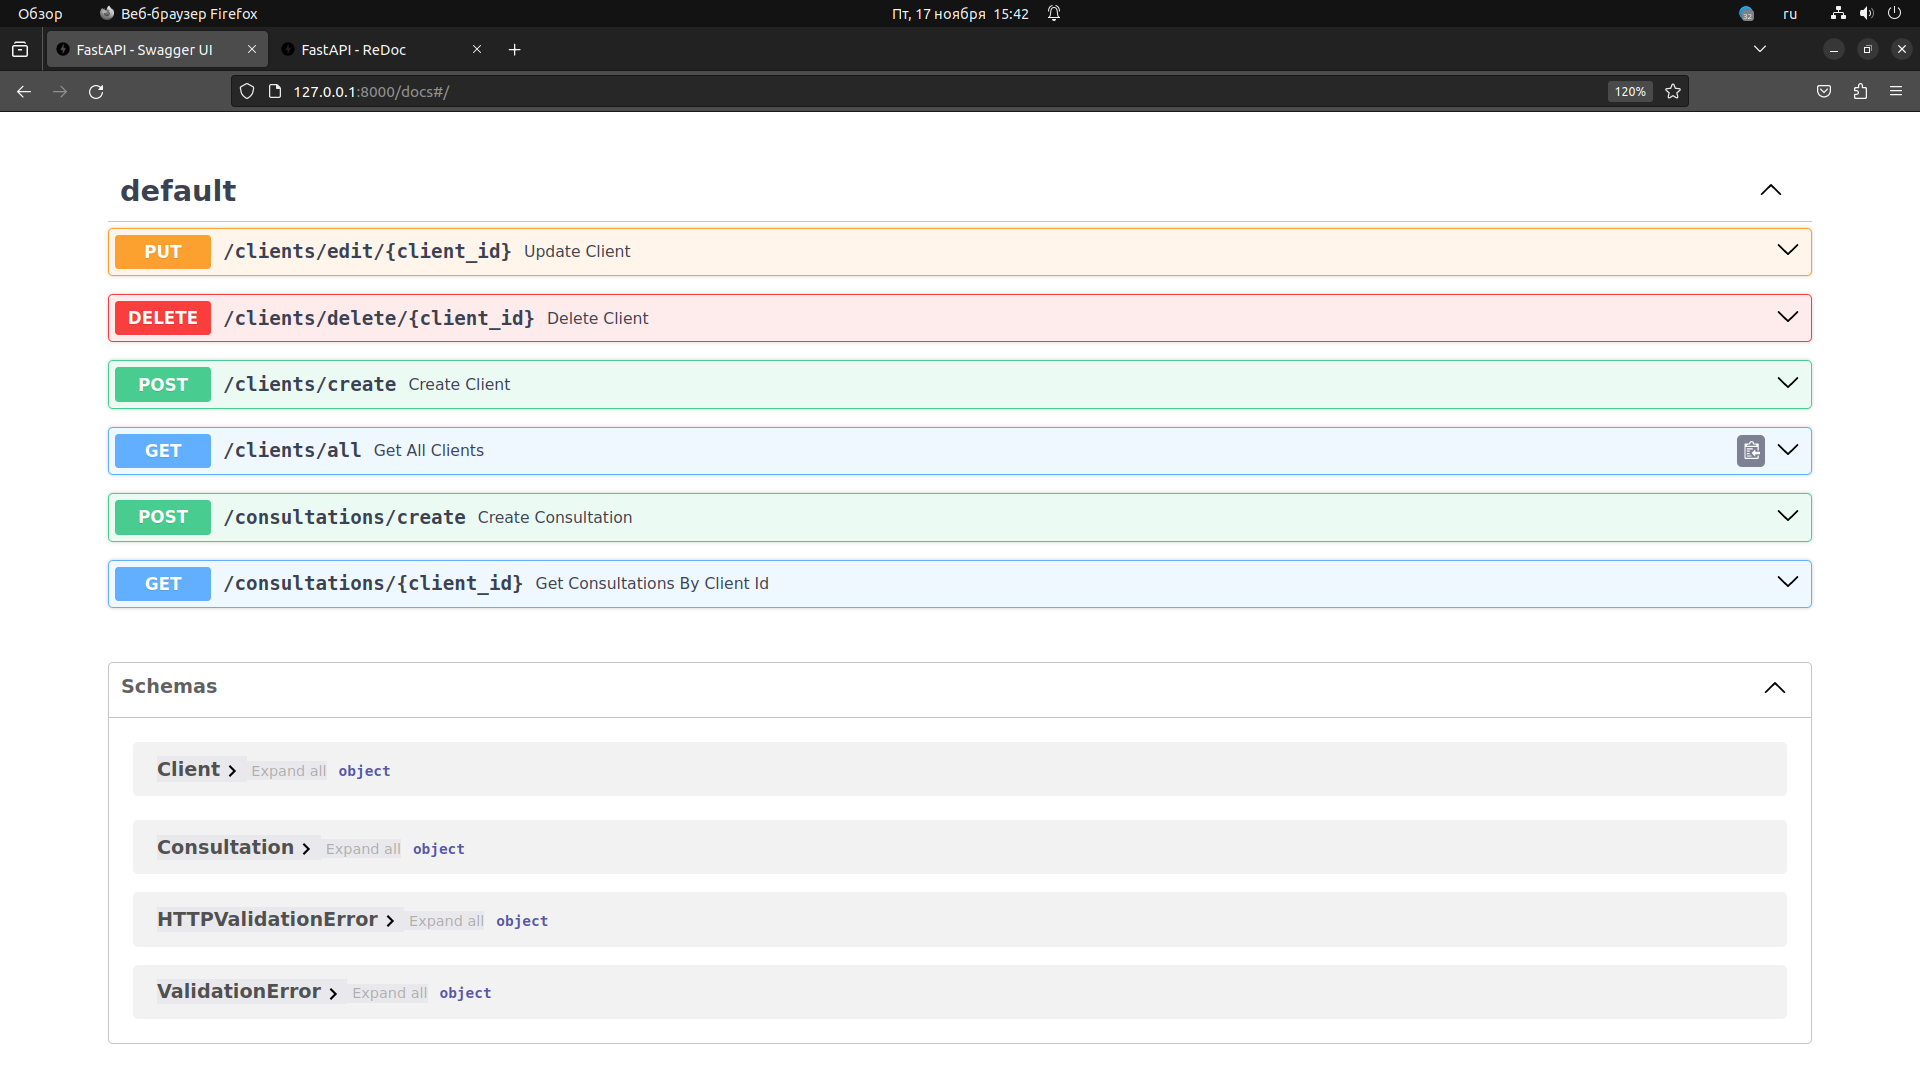 Обзор Веб-браузер Firefox Пт, 17 ноября 15:42 32 ru
FastAPI - Swagger UI FastAPI - ReDoc
127.0.0.1:8000/docs#/ 120%
default
PUT /clients/edit/{client_id} Update Client
DELETE /clients/delete/{client_id} Delete Client
POST /clients/create Create Client
GET /clients/all Get All Clients
POST /consultations/create Create Consultation
GET /consultations/{client_id} Get Consultations By Client Id
Schemas
Client Expand all object
Consultation Expand all object
HTTPValidationError Expand all object
ValidationError Expand all object